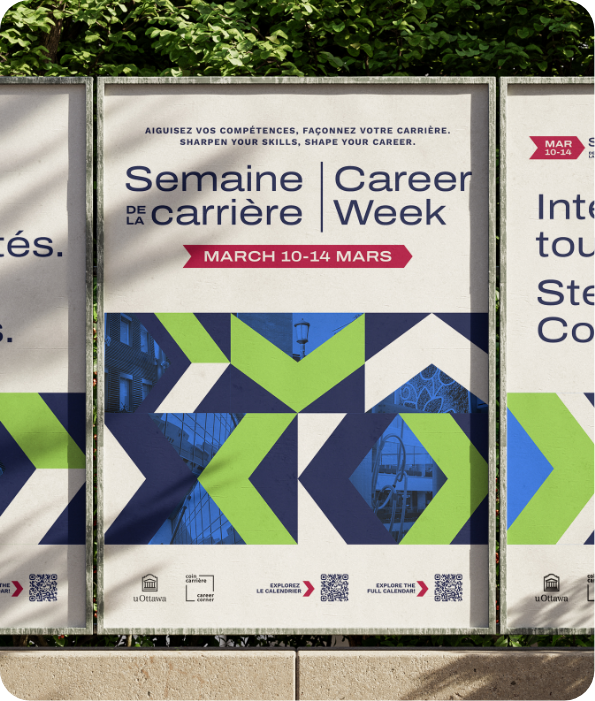 tés.
s.
THE
AR!
AIGUISEZ VOS COMPÉTENCES, FAÇONNEZ VOTRE CARRIÈRE.
SHARPEN YOUR SKILLS, SHAPE YOUR CAREER.
Semaine
DE LA carrière
Career
Week
MARCH 10-14 MARS
uOttawa
coin
carrière
career
corner
EXPLOREZ
LE CALENDRIER
EXPLORE THE
FULL CALENDAR!
MAR
10-14
S
Inte
tou
Ste
Co
uOttawa